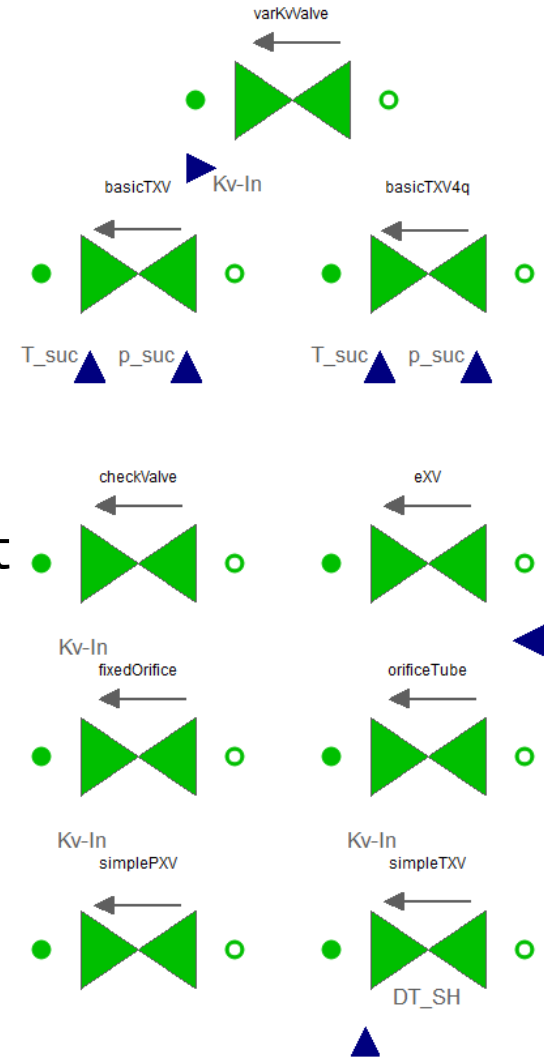 varKvValve
Kv-In
basicTXV
basicTXV4q
T_suc
p_suc
T_suc
p_suc
checkValve
eXV
t
Kv-In
fixedOrifice
orificeTube
Kv-In
Kv-In
simplePXV
simpleTXV
DT_SH